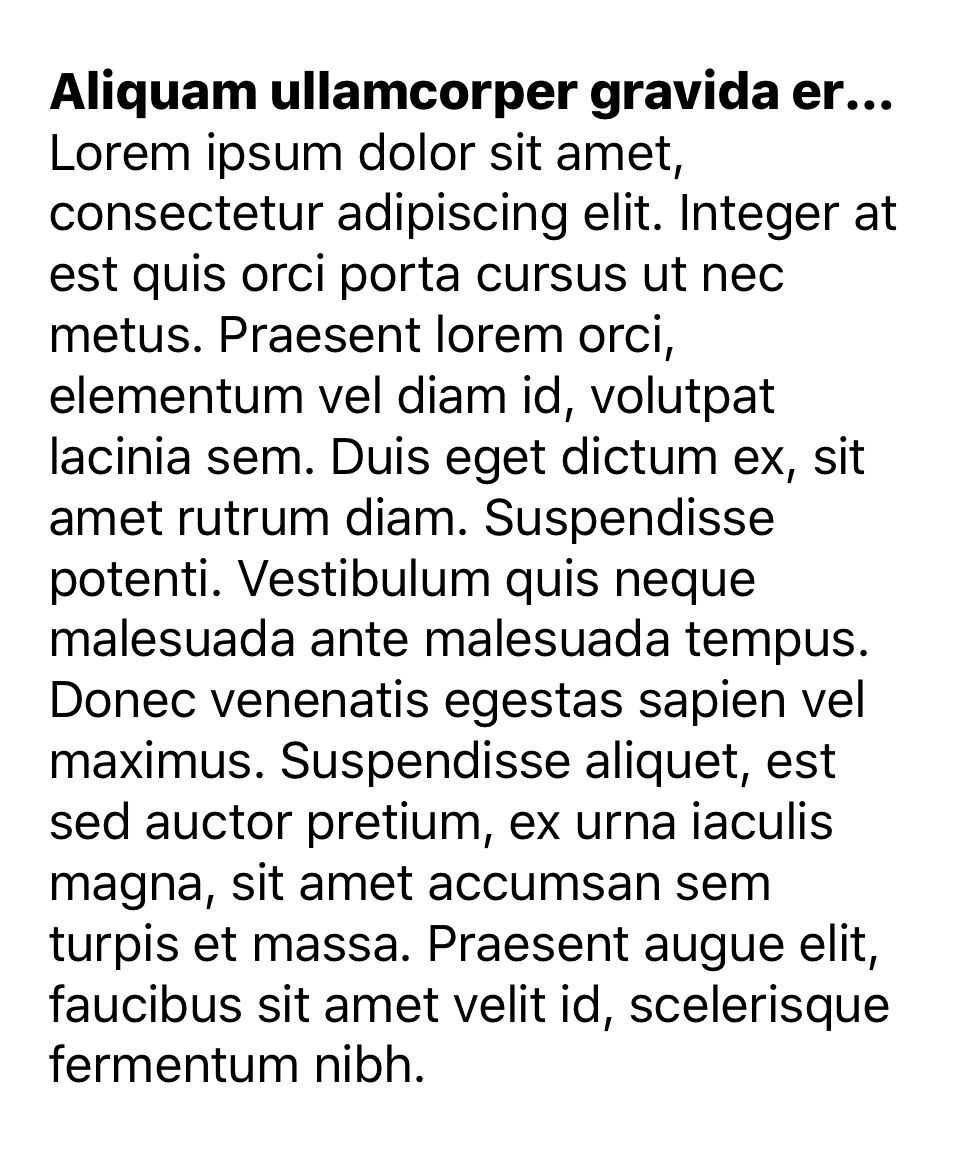 Aliquam ullamcorper gravida er...
Lorem ipsum dolor sit amet,
consectetur adipiscing elit. Integer at
est quis orci porta cursus ut nec
metus. Praesent lorem orci,
elementum vel diam id, volutpat
lacinia sem. Duis eget dictum ex, sit
amet rutrum diam. Suspendisse
potenti. Vestibulum quis neque
malesuada ante malesuada tempus.
Donec venenatis egestas sapien vel
maximus. Suspendisse aliquet, est
sed auctor pretium, ex urna iaculis
magna, sit amet accumsan sem
turpis et massa. Praesent augue elit,
faucibus sit amet velit id, scelerisque
fermentum nibh.